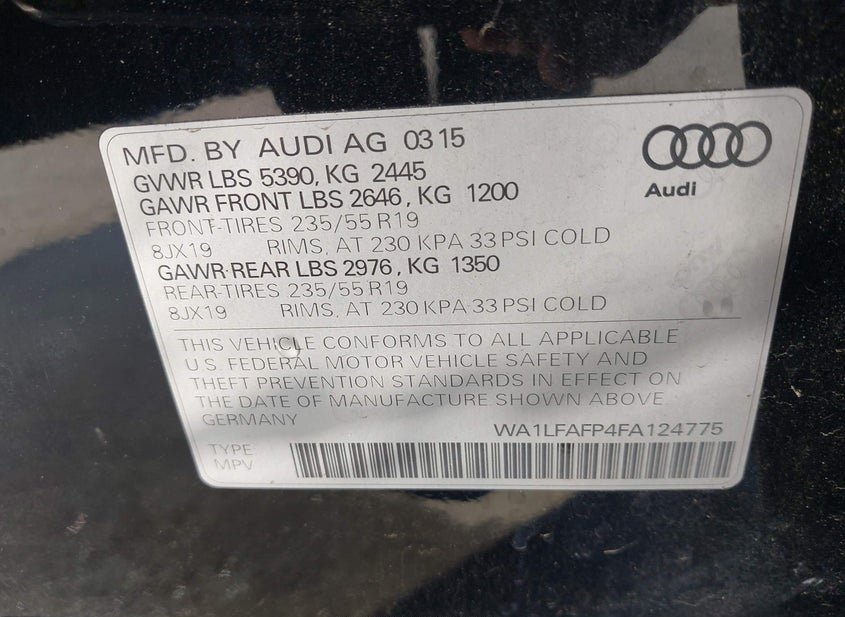 MFD. BY AUDI AG 03 15
GVWR LBS 5390, KG 2445
GAWR FRONT LBS 2646, KG 1200
FRONT-TIRES 235/55 R19
8JX19 RIMS, AT 230 KPA 33 PSI COLD
GAWR-REAR LBS 2976, KG 1350
REAR-TIRES 235/55 R19
8JX19 RIMS, AT 230 KPA 33 PSI COLD
Audi
THIS VEHICLE CONFORMS TO ALL APPLICABLE
U.S. FEDERAL MOTOR VEHICLE SAFETY AND
THEFT PREVENTION STANDARDS IN EFFECT ON
THE DATE OF MANUFACTURE SHOWN ABOVE.
GERMANY
WA1LFAFP4FA124775
TYPE
MPV